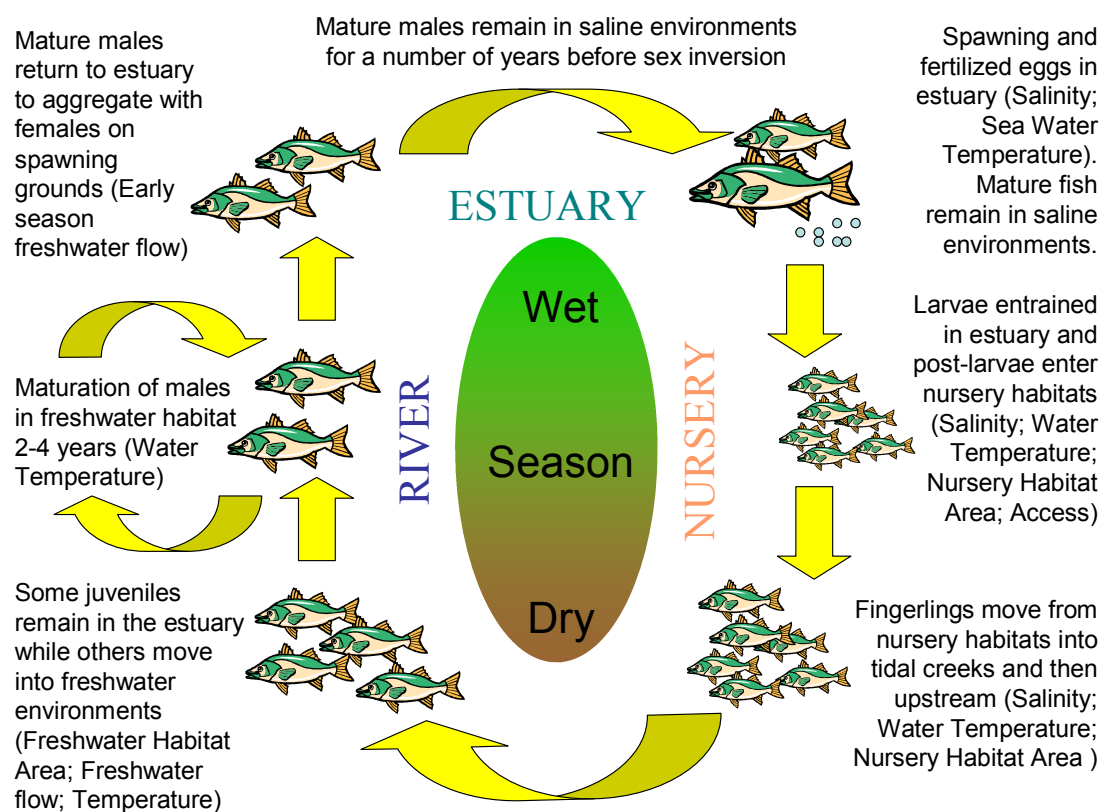 Mature males
return to estuary
to aggregate with
females on
spawning
grounds (Early
season
freshwater flow)
Mature males remain in saline environments
for a number of years before sex inversion
Spawning and
fertilized eggs in
estuary (Salinity;
Sea Water
Temperature).
Mature fish
remain in saline
environments.
ESTUARY
Wet
Season
Dry
RIVER
NURSERY
Larvae entrained
in estuary and
post-larvae enter
nursery habitats
(Salinity; Water
Temperature;
Nursery Habitat
Area; Access)
Maturation of males
in freshwater habitat
2-4 years (Water
Temperature)
Some juveniles
remain in the estuary
while others move
into freshwater
environments
(Freshwater Habitat
Area; Freshwater
flow; Temperature)
Fingerlings move from
nursery habitats into
tidal creeks and then
upstream (Salinity;
Water Temperature;
Nursery Habitat Area )